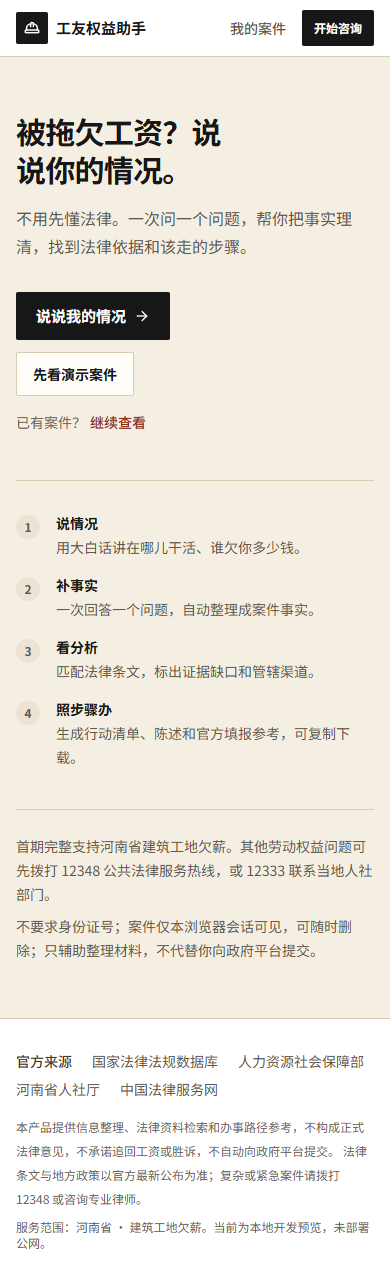 工友权益助手
我的案件
开始咨询
被拖欠工资？说
说你的情况。
不用先懂法律。一次问一个问题，帮你把事实理
清，找到法律依据和该走的步骤。
说说我的情况 →
先看演示案件
已有案件？ 继续查看
1 说情况
用大白话讲在哪儿干活、谁欠你多少钱。
2 补事实
一次回答一个问题，自动整理成案件事实。
3 看分析
匹配法律条文，标出证据缺口和管辖渠道。
4 照步骤办
生成行动清单、陈述和官方填报参考，可复制下
载。
首期完整支持河南省建筑工地欠薪。其他劳动权益问题可
先拨打 12348 公共法律服务热线，或 12333 联系当地人社
部门。
不要求身份证号；案件仅本浏览器会话可见，可随时删
除；只辅助整理材料，不代替你向政府平台提交。
官方来源 国家法律法规数据库 人力资源社会保障部
河南省人社厅 中国法律服务网
本产品提供信息整理、法律资料检索和办事路径参考，不构成正式
法律意见，不承诺追回工资或胜诉，不自动向政府平台提交。 法律
条文与地方政策以官方最新公布为准；复杂或紧急案件请拨打
12348 或咨询专业律师。
服务范围：河南省 · 建筑工地欠薪。当前为本地开发预览，未部署
公网。